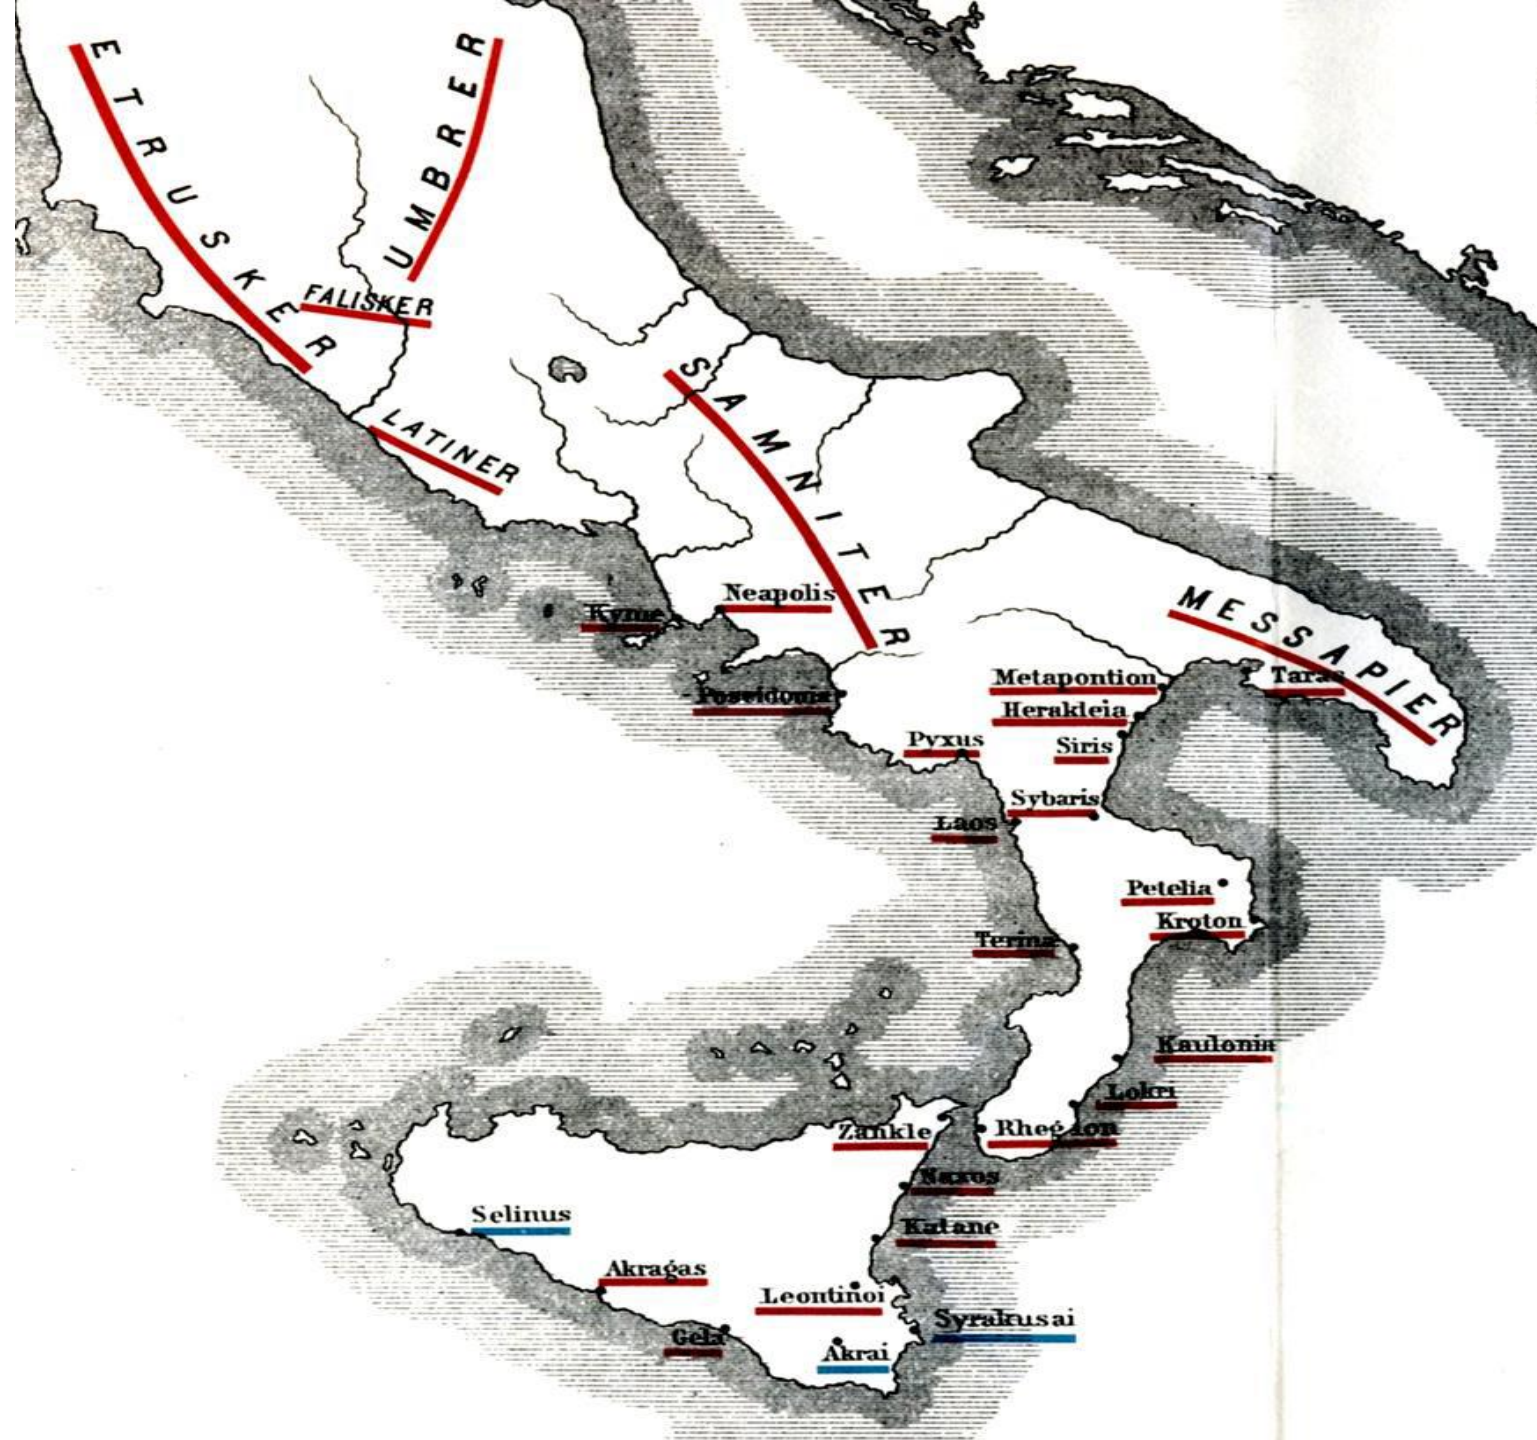 ETRUSKER
UMBRER
FALISKER
LATINER
SAMNITER
MESSAPIER
Neapolis
Kyme
Poseidonia
Metapontion
Taras
Herakleia
Pyxus
Siris
Sybaris
Laos
Petelia
Kroton
Terina
Kaulonia
Lokri
Zankle
Rhegion
Naxos
Selinus
Katane
Akragas
Leontinoi
Syrakusai
Gela
Akrai